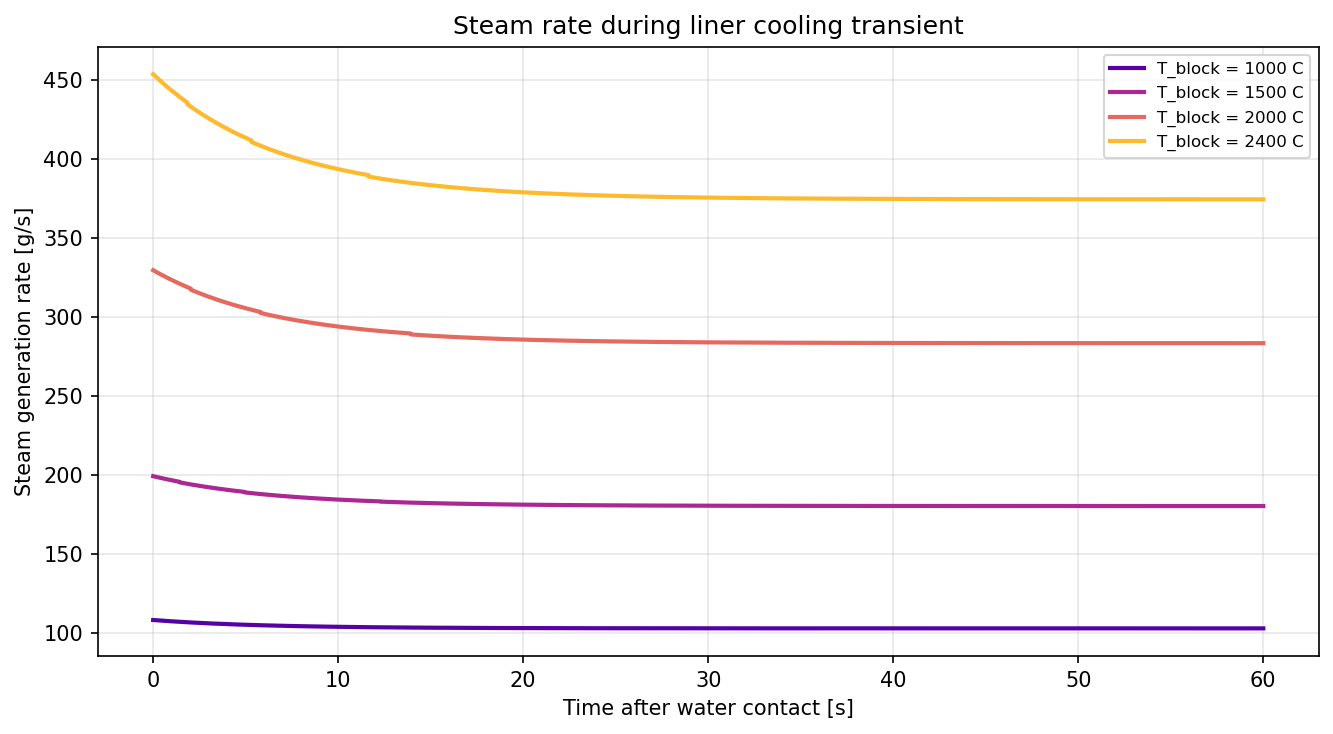 Steam rate during liner cooling transient
T_block = 1000 C
T_block = 1500 C
T_block = 2000 C
T_block = 2400 C
Steam generation rate [g/s]
450
400
350
300
250
200
150
100
0 10 20 30 40 50 60
Time after water contact [s]